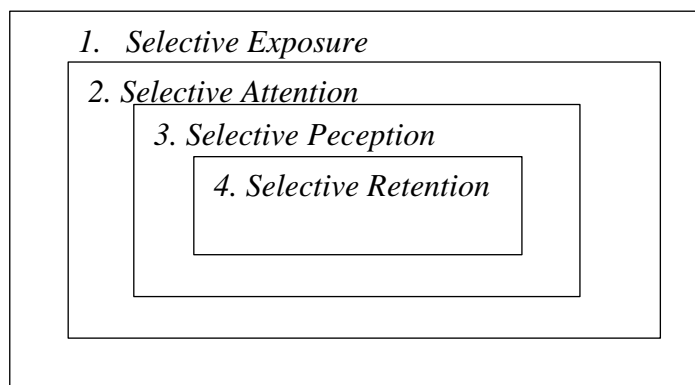 1. Selective Exposure
2. Selective Attention
3. Selective Peception
4. Selective Retention